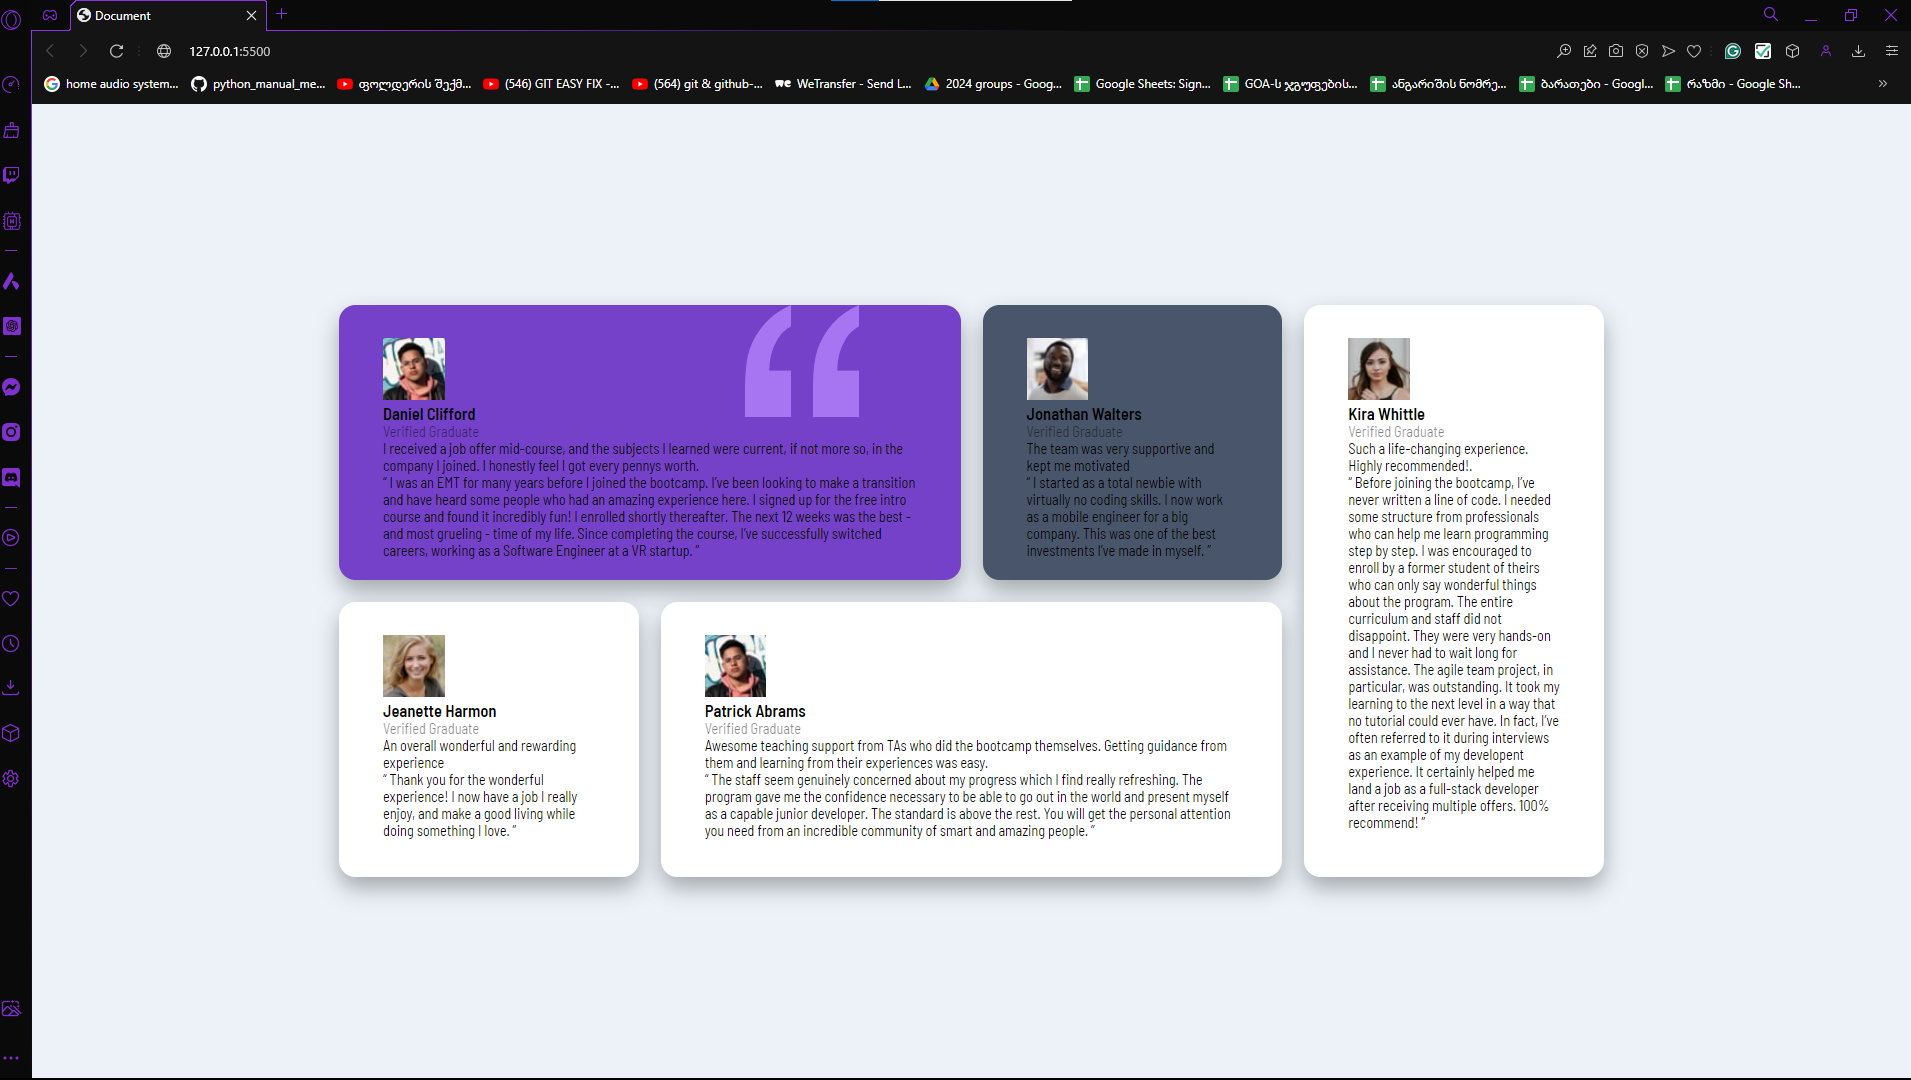 Document
127.0.0.1:5500
home audio system...
python_manual_me...
ფოლდერის შექმ...
(546) GIT EASY FIX -...
(564) git & github-...
WeTransfer - Send L...
2024 groups - Goog...
Google Sheets: Sign...
GOA-ს ჯგუფების...
ანგარიშის ნომრე...
ბარათები - Googl...
რაზმი - Google Sh...
Daniel Clifford
Verified Graduate
I received a job offer mid-course, and the subjects I learned were current, if not more so, in the
company I joined. I honestly feel I got every pennys worth.
“ I was an EMT for many years before I joined the bootcamp. I’ve been looking to make a transition
and have heard some people who had an amazing experience here. I signed up for the free intro
course and found it incredibly fun! I enrolled shortly thereafter. The next 12 weeks was the best -
and most grueling - time of my life. Since completing the course, I’ve successfully switched
careers, working as a Software Engineer at a VR startup. ”
Jonathan Walters
Verified Graduate
The team was very supportive and
kept me motivated
“ I started as a total newbie with
virtually no coding skills. I now work
as a mobile engineer for a big
company. This was one of the best
investments I’ve made in myself. ”
Kira Whittle
Verified Graduate
Such a life-changing experience.
Highly recommended!.
“ Before joining the bootcamp, I’ve
never written a line of code. I needed
some structure from professionals
who can help me learn programming
step by step. I was encouraged to
enroll by a former student of theirs
who can only say wonderful things
about the program. The entire
curriculum and staff did not
disappoint. They were very hands-on
and I never had to wait long for
assistance. The agile team project, in
particular, was outstanding. It took my
learning to the next level in a way that
no tutorial could ever have. In fact, I’ve
often referred to it during interviews
as an example of my developent
experience. It certainly helped me
land a job as a full-stack developer
after receiving multiple offers. 100%
recommend! ”
Jeanette Harmon
Verified Graduate
An overall wonderful and rewarding
experience
“ Thank you for the wonderful
experience! I now have a job I really
enjoy, and make a good living while
doing something I love. ”
Patrick Abrams
Verified Graduate
Awesome teaching support from TAs who did the bootcamp themselves. Getting guidance from
them and learning from their experiences was easy.
“ The staff seem genuinely concerned about my progress which I find really refreshing. The
program gave me the confidence necessary to be able to go out in the world and present myself
as a capable junior developer. The standard is above the rest. You will get the personal attention
you need from an incredible community of smart and amazing people. ”